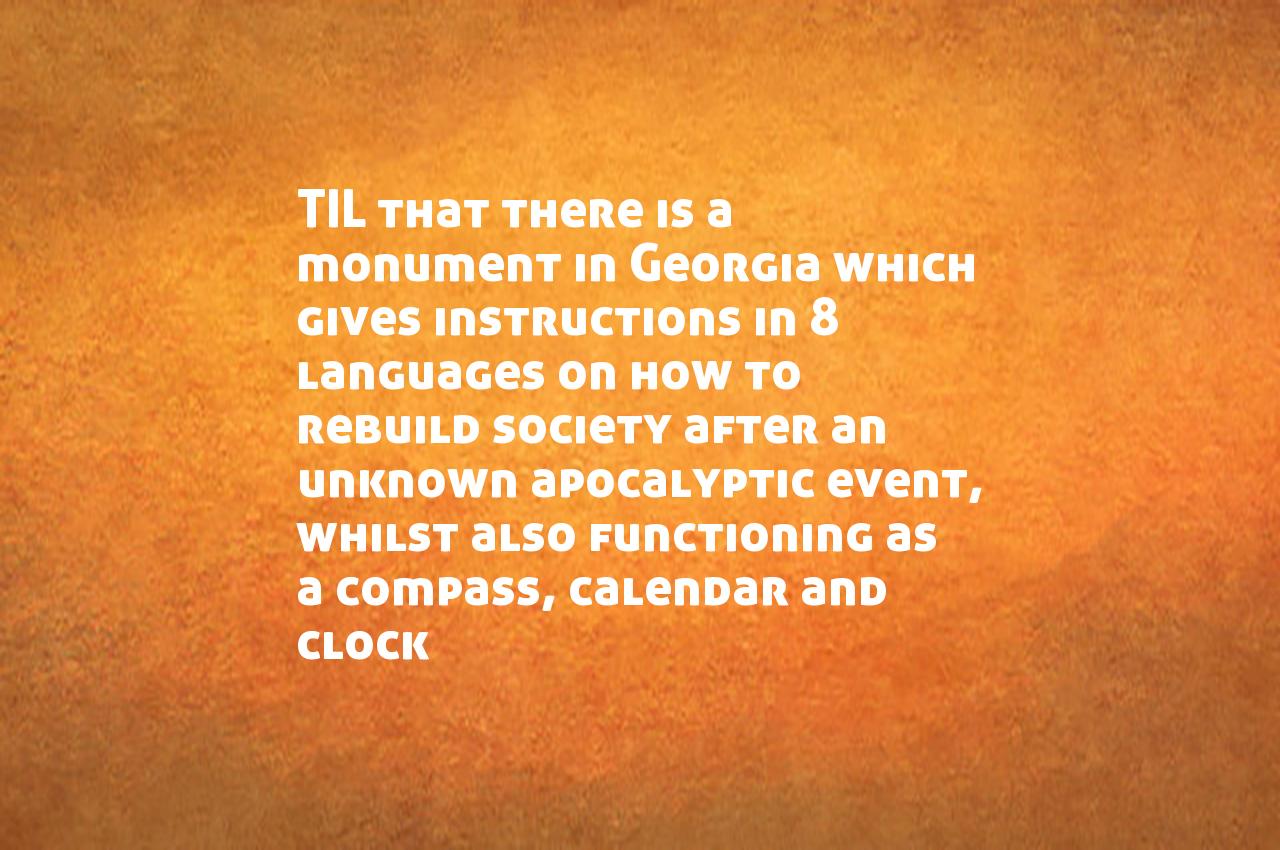 TIL that there is a
monument in Georgia which
gives instructions in 8
languages on how to
rebuild society after an
unknown apocalyptic event,
whilst also functioning as
a compass, calendar and
clock